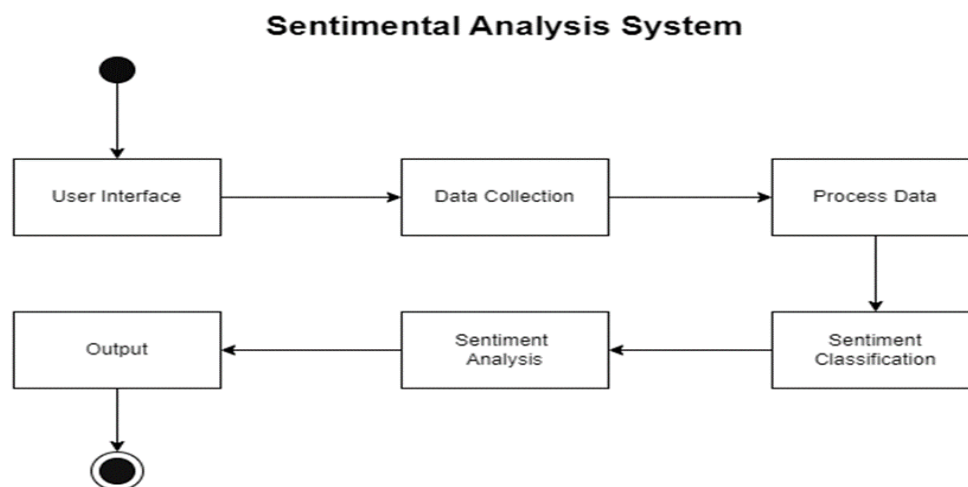 Sentimental Analysis System
User Interface
Data Collection
Process Data
Output
Sentiment
Analysis
Sentiment
Classification